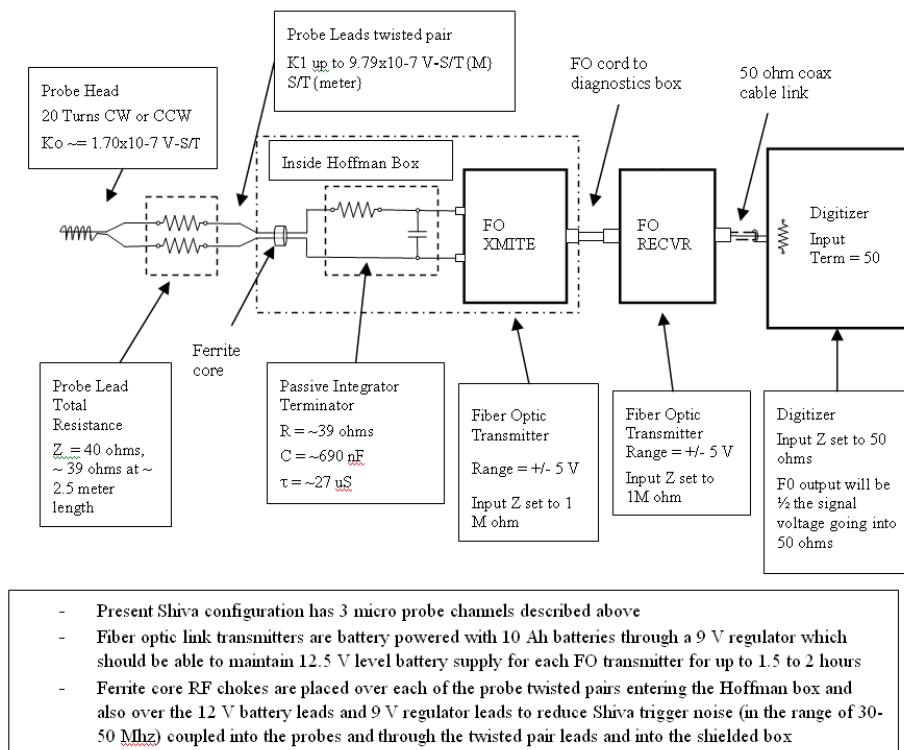 Probe Leads twisted pair
K1 up to 9.79x10-7 V-S/T{M}
S/T{meter}
Probe Head
20 Turns CW or CCW
Ko ~= 1.70x10-7 V-S/T
FO cord to
diagnostics box
50 ohm coax
cable link
Inside Hoffman Box
FO
XMITE
FO
RECVR
Digitizer
Input
Term = 50
Ferrite
core
Probe Lead
Total
Resistance
Z = 40 ohms,
~ 39 ohms at ~
2.5 meter
length
Passive Integrator
Terminator
R = ~39 ohms
C = ~690 nF
τ = ~27 uS
Fiber Optic
Transmitter
Range = +/- 5 V
Input Z set to 1
M ohm
Fiber Optic
Transmitter
Range = +/- 5 V
Input Z set to
1M ohm
Digitizer
Input Z set to 50
ohms
F0 output will be
½ the signal
voltage going into
50 ohms
- Present Shiva configuration has 3 micro probe channels described above
- Fiber optic link transmitters are battery powered with 10 Ah batteries through a 9 V regulator which
should be able to maintain 12.5 V level battery supply for each FO transmitter for up to 1.5 to 2 hours
- Ferrite core RF chokes are placed over each of the probe twisted pairs entering the Hoffman box and
also over the 12 V battery leads and 9 V regulator leads to reduce Shiva trigger noise (in the range of 30-
50 Mhz) coupled into the probes and through the twisted pair leads and into the shielded box